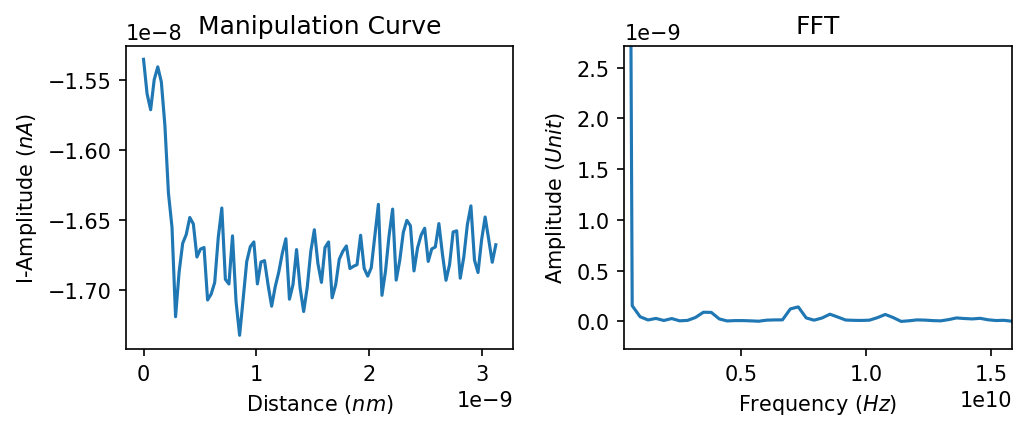 Manipulation Curve
1e−8
−1.55
−1.60
−1.65
−1.70
I-Amplitude (nA)
0
1
2
3
1e−9
Distance (nm)
FFT
1e−9
2.5
2.0
1.5
1.0
0.5
0.0
Amplitude (Unit)
0.5
1.0
1.5
1e10
Frequency (Hz)